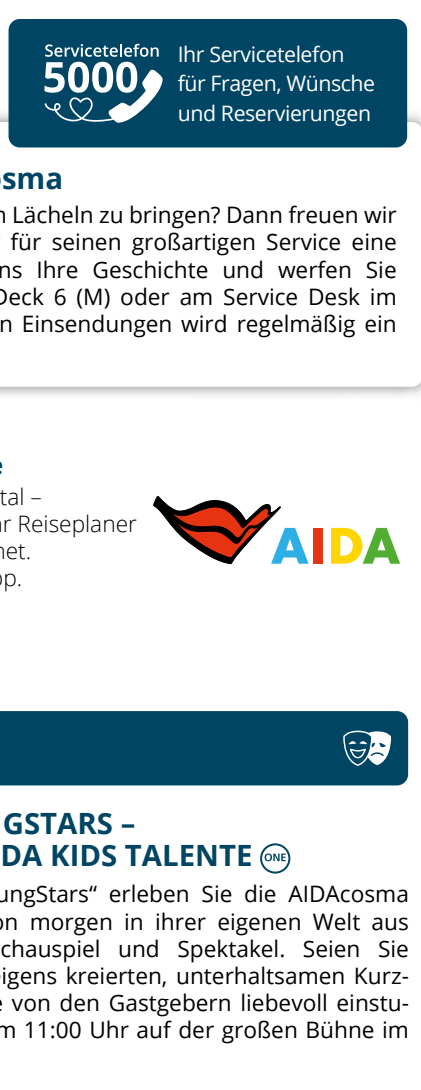 Servicetelefon
5000
Ihr Servicetelefon
für Fragen, Wünsche
und Reservierungen
osma
Lächeln zu bringen? Dann freuen wir
für seinen großartigen Service eine
ns Ihre Geschichte und werfen Sie
Deck 6 (M) oder am Service Desk im
n Einsendungen wird regelmäßig ein
e
tal –
r Reiseplaner
net.
pp.
AIDA
GSTARS –
DA KIDS TALENTE ONE
ungStars“ erleben Sie die AIDAcosma
on morgen in ihrer eigenen Welt aus
chauspiel und Spektakel. Seien Sie
eigens kreierten, unterhaltsamen Kurz-
e von den Gastgebern liebevoll einstu-
m 11:00 Uhr auf der großen Bühne im